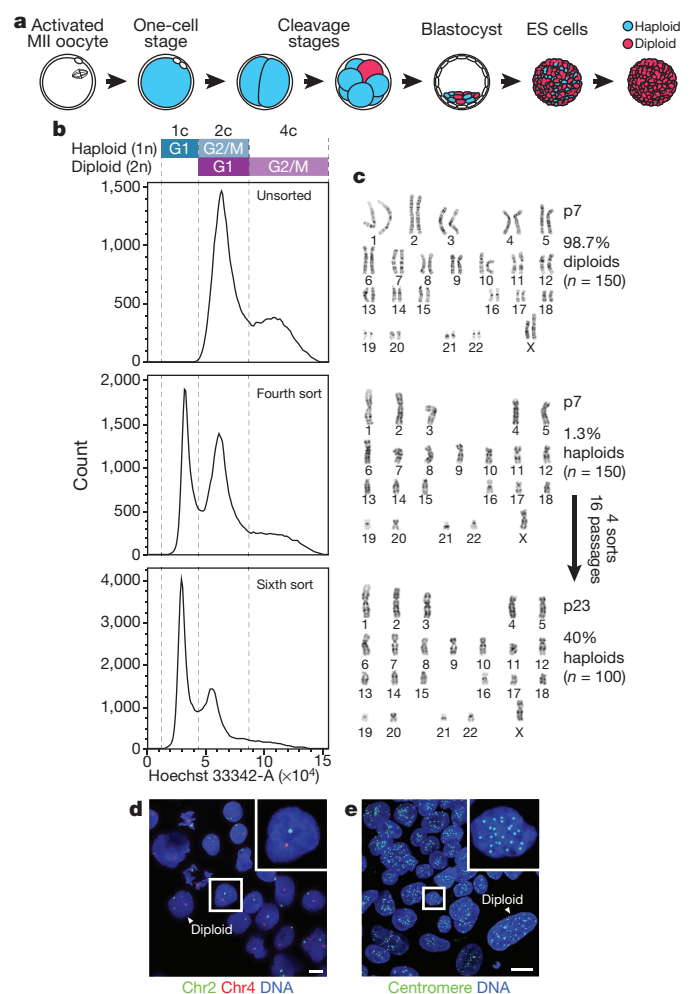 a
Activated
MII oocyte
One-cell
stage
Cleavage
stages
Blastocyst
ES cells
Haploid
Diploid
b
1c 2c 4c
Haploid (1n) G1 G2/M
Diploid (2n) G1 G2/M
Unsorted
1,500
1,000
500
0
Fourth sort
2,000
1,500
1,000
500
0
Sixth sort
4,000
3,000
2,000
1,000
0
0 5 10 15
Hoechst 33342-A (×10⁴)
Count
c
1 2 3 4 5
6 7 8 9 10 11 12
13 14 15 16 17 18
19 20 21 22 X
p7
98.7%
diploids
(n = 150)
1 2 3 4 5
6 7 8 9 10 11 12
13 14 15 16 17 18
19 20 21 22 X
p7
1.3%
haploids
(n = 150)
4 sorts
16 passages
1 2 3 4 5
6 7 8 9 10 11 12
13 14 15 16 17 18
19 20 21 22 X
p23
40%
haploids
(n = 100)
d
Diploid
Chr2 Chr4 DNA
e
Diploid
Centromere DNA